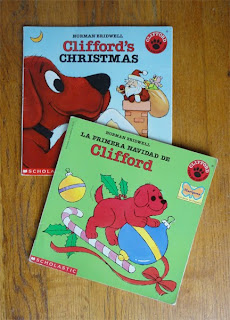 NORMAN BRIDWELL
Clifford's
CHRISTMAS
CLIFFORD
SCHOLASTIC
NORMAN BRIDWELL
LA PRIMERA NAVIDAD DE
Clifford
CLIFFORD
SCHOLASTIC